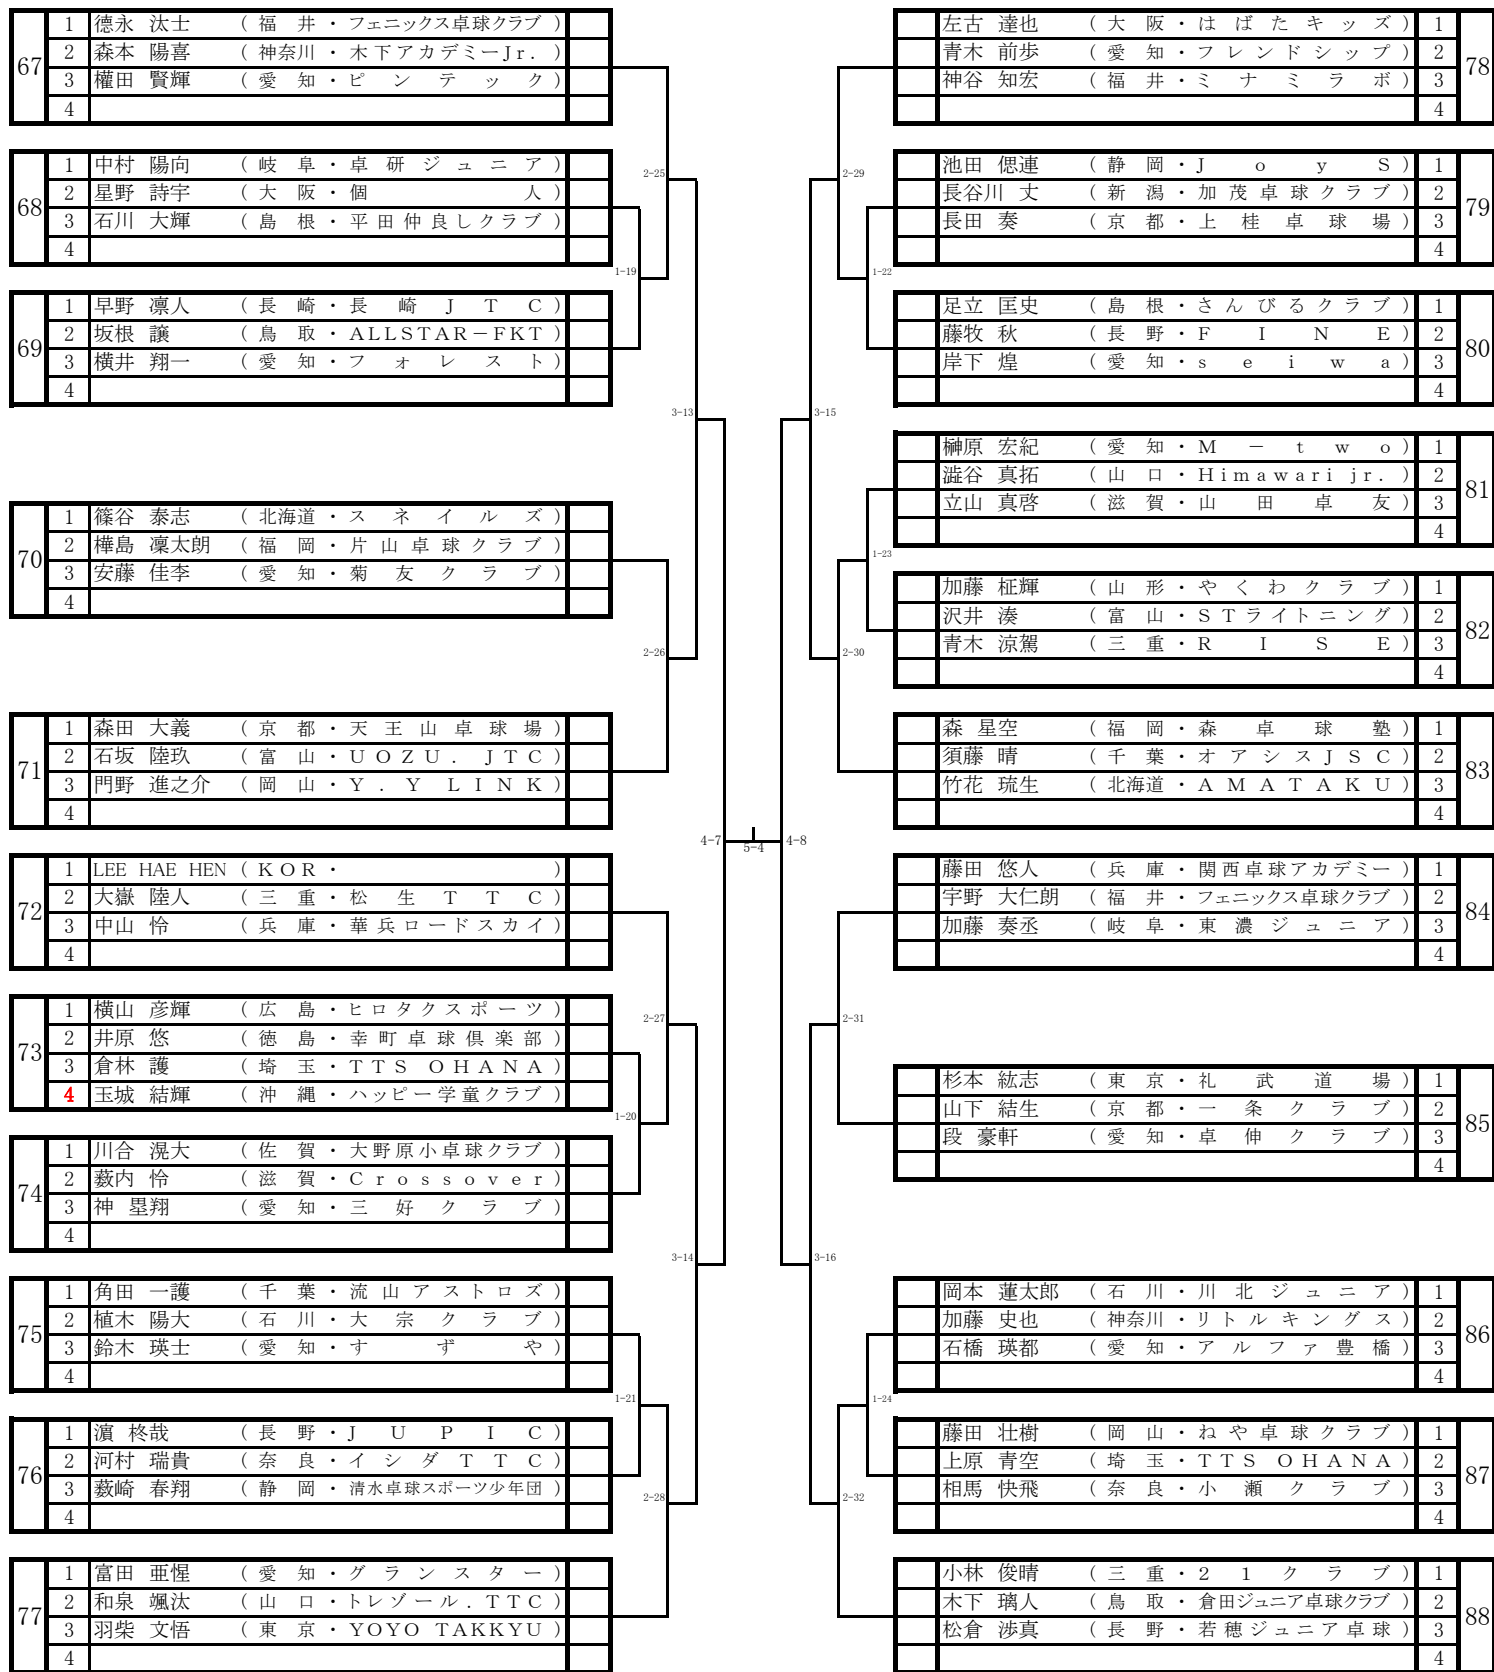 67
1 德永 汰士 (福 井・フェニックス卓球クラブ)
2 森本 陽喜 (神奈川・木下アカデミーJr.)
3 權田 賢輝 (愛 知・ピンテック)
4
68
1 中村 陽向 (岐 阜・卓研ジュニア)
2 星野 詩宇 (大 阪・個 人)
3 石川 大輝 (島 根・平田仲良しクラブ)
4
69
1 早野 凛人 (長 崎・長崎JTC)
2 坂根 譲 (鳥 取・ALLSTAR−FKT)
3 横井 翔一 (愛 知・フォレスト)
4
70
1 篠谷 泰志 (北海道・スネイルズ)
2 樺島 凜太朗 (福 岡・片山卓球クラブ)
3 安藤 佳李 (愛 知・菊友クラブ)
4
71
1 森田 大義 (京 都・天王山卓球場)
2 石坂 陸玖 (富 山・UOZU.JTC)
3 門野 進之介 (岡 山・Y.Y LINK)
4
72
1 LEE HAE HEN (KOR・ )
2 大嶽 陸人 (三 重・松生TTC)
3 中山 怜 (兵 庫・華兵ロードスカイ)
4
73
1 横山 彦輝 (広 島・ヒロタクスポーツ)
2 井原 悠 (徳 島・幸町卓球倶楽部)
3 倉林 護 (埼 玉・TTS OHANA)
4 玉城 結輝 (沖 縄・ハッピー学童クラブ)
74
1 川合 滉大 (佐 賀・大野原小卓球クラブ)
2 薮内 怜 (滋 賀・Crossover)
3 神 塁翔 (愛 知・三好クラブ)
4
75
1 角田 一護 (千 葉・流山アストロズ)
2 植木 陽大 (石 川・大宗クラブ)
3 鈴木 瑛士 (愛 知・すずや)
4
76
1 濵 柊哉 (長 野・JUPIC)
2 河村 瑞貴 (奈 良・イシダTTC)
3 薮崎 春翔 (静 岡・清水卓球スポーツ少年団)
4
77
1 富田 亜惺 (愛 知・グランスター)
2 和泉 颯汰 (山 口・トレゾール.TTC)
3 羽柴 文悟 (東 京・YOYO TAKKYU)
4
2-25
1-19
3-13
2-26
4-7
2-27
1-20
3-14
1-21
2-28
5-4
2-29
1-22
3-15
1-23
2-30
4-8
2-31
3-16
1-24
2-32
左古 達也 (大 阪・はばたキッズ) 1
青木 前歩 (愛 知・フレンドシップ) 2
神谷 知宏 (福 井・ミナミラボ) 3
4
78
池田 偲連 (静 岡・JoyS) 1
長谷川 丈 (新 潟・加茂卓球クラブ) 2
長田 奏 (京 都・上桂卓球場) 3
4
79
足立 匡史 (島 根・さんびるクラブ) 1
藤牧 秋 (長 野・FINE) 2
岸下 煌 (愛 知・seiwa) 3
4
80
榊原 宏紀 (愛 知・M−two) 1
澁谷 真拓 (山 口・Himawari jr.) 2
立山 真啓 (滋 賀・山田卓友) 3
4
81
加藤 柾輝 (山 形・やくわクラブ) 1
沢井 湊 (富 山・STライトニング) 2
青木 涼駕 (三 重・RISE) 3
4
82
森 星空 (福 岡・森卓球塾) 1
須藤 晴 (千 葉・オアシスJSC) 2
竹花 琉生 (北海道・AMATAKU) 3
4
83
藤田 悠人 (兵 庫・関西卓球アカデミー) 1
宇野 大仁朗 (福 井・フェニックス卓球クラブ) 2
加藤 奏丞 (岐 阜・東濃ジュニア) 3
4
84
杉本 紘志 (東 京・礼武道場) 1
山下 結生 (京 都・一条クラブ) 2
段 豪軒 (愛 知・卓伸クラブ) 3
4
85
岡本 蓮太郎 (石 川・川北ジュニア) 1
加藤 史也 (神奈川・リトルキングス) 2
石橋 瑛都 (愛 知・アルファ豊橋) 3
4
86
藤田 壮樹 (岡 山・ねや卓球クラブ) 1
上原 青空 (埼 玉・TTS OHANA) 2
相馬 快飛 (奈 良・小瀬クラブ) 3
4
87
小林 俊晴 (三 重・21クラブ) 1
木下 璃人 (鳥 取・倉田ジュニア卓球クラブ) 2
松倉 渉真 (長 野・若穂ジュニア卓球) 3
4
88